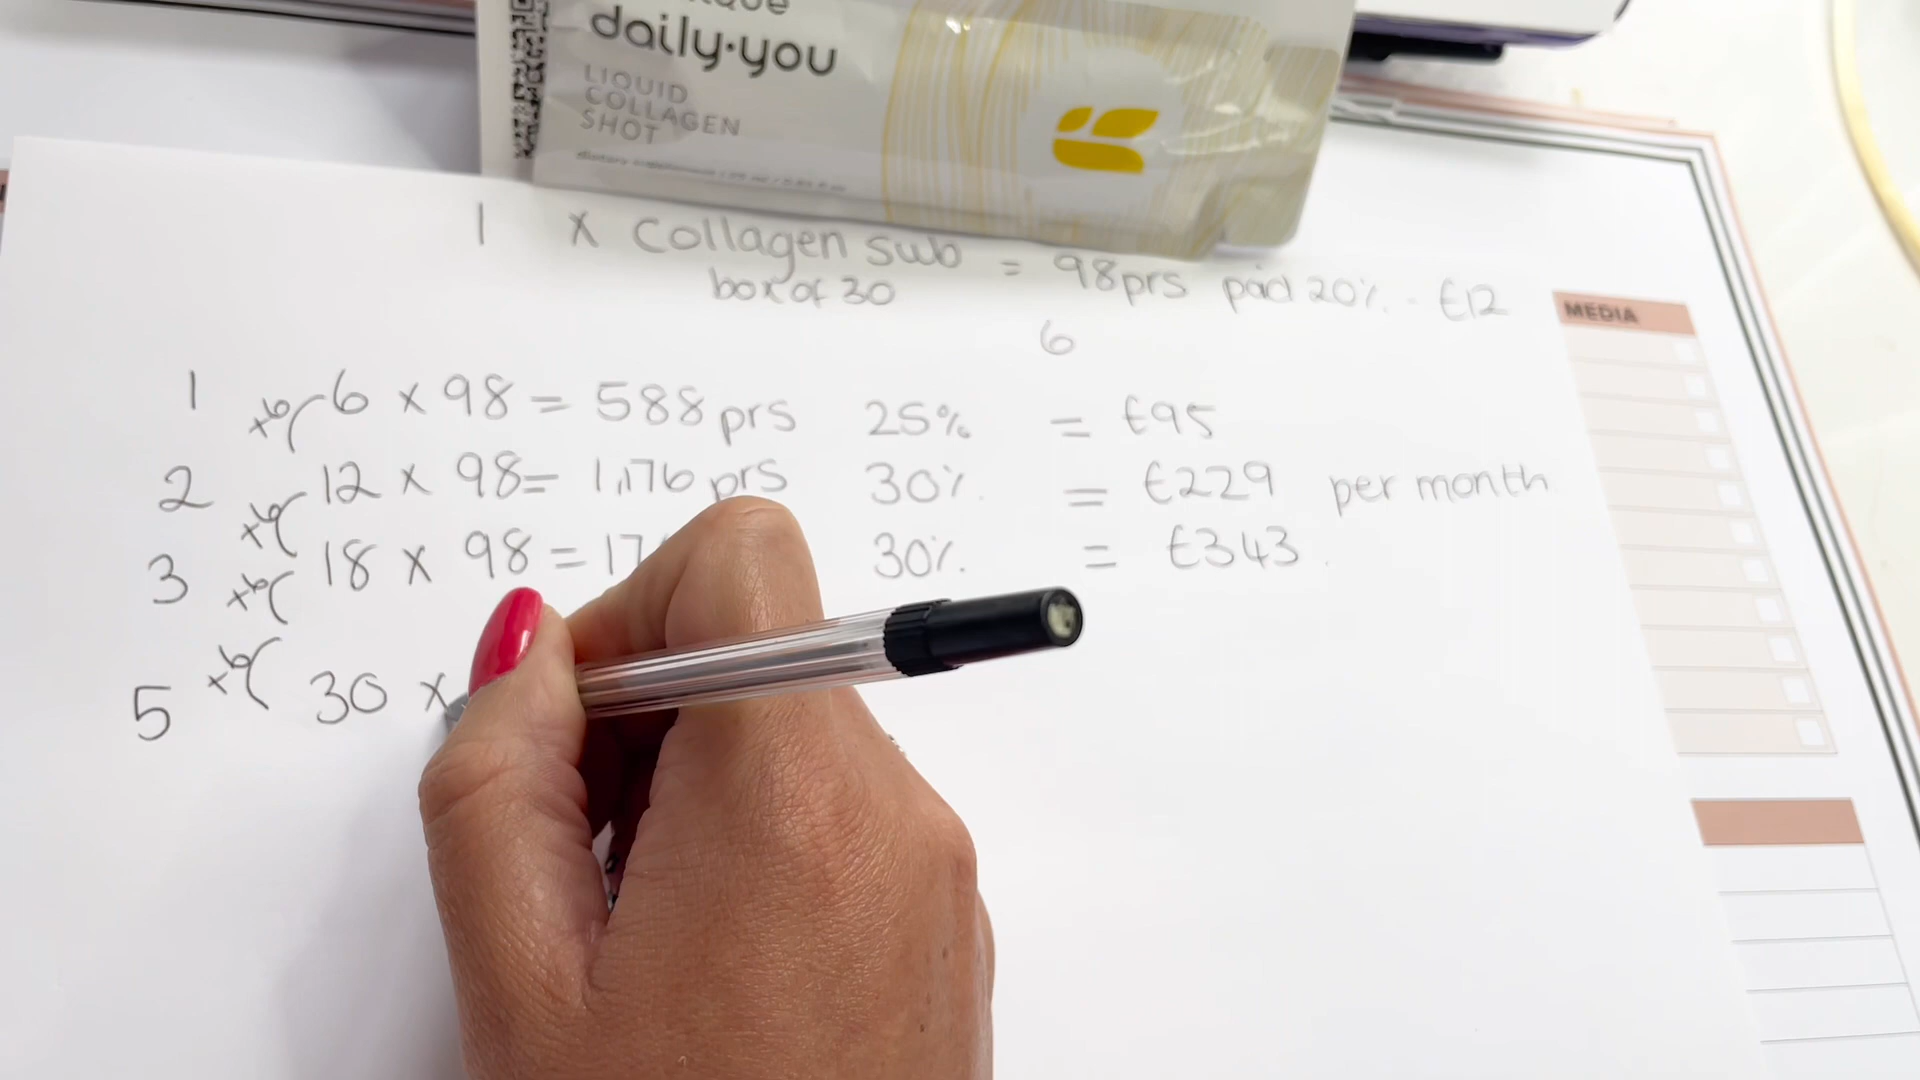 daily·you
LIQUID
COLLAGEN
SHOT
1 x Collagen Sub = 98prs paid 20% - £12
box of 30
6
MEDIA
1 x6 6 x 98 = 588prs 25% = £95
2 x6 12 x 98 = 1,176 prs 30% = £229 per month
3 x6 18 x 98 = 17 30% = £343
5 x6 30 x